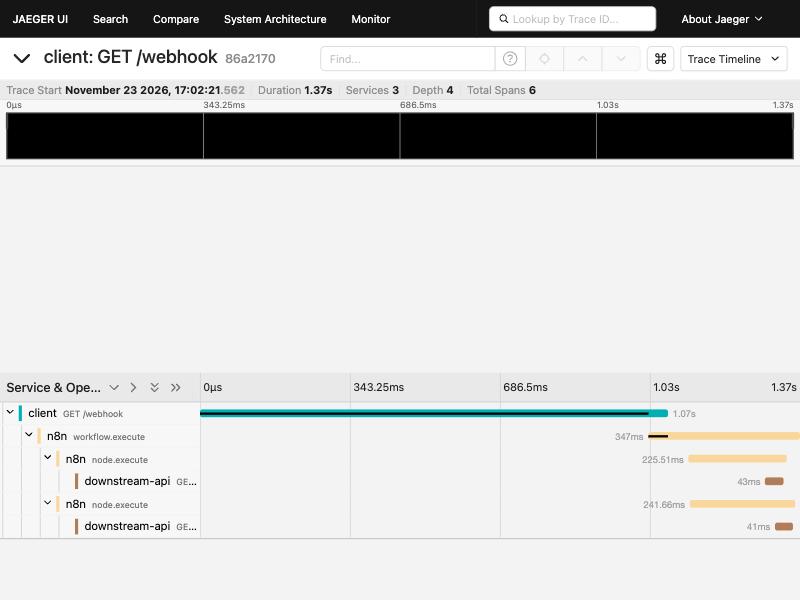 JAEGER UI Search Compare System Architecture Monitor Lookup by Trace ID... About Jaeger
client: GET /webhook 86a2170 Find... ? ⌘ Trace Timeline
Trace Start November 23 2026, 17:02:21.562 Duration 1.37s Services 3 Depth 4 Total Spans 6
0μs 343.25ms 686.5ms 1.03s 1.37s
Service & Ope... 0μs 343.25ms 686.5ms 1.03s 1.37s
client GET /webhook 1.07s
n8n workflow.execute 347ms
n8n node.execute 225.51ms
downstream-api GE... 43ms
n8n node.execute 241.66ms
downstream-api GE... 41ms